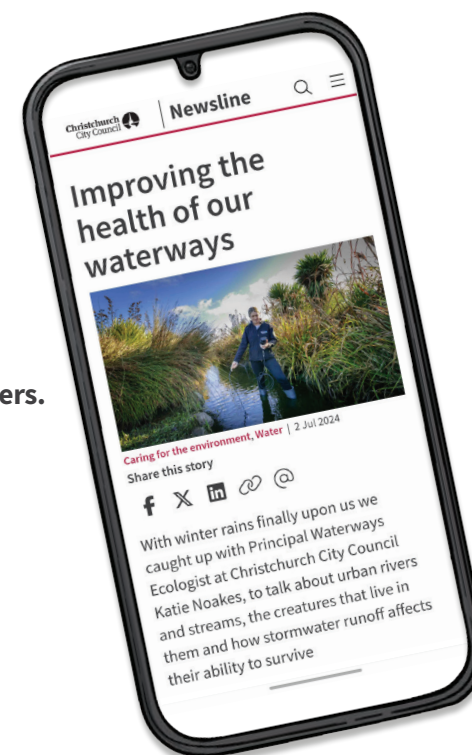 ers.
Christchurch
City Council
Newsline
Improving the
health of our
waterways
Caring for the environment, Water | 2 Jul 2024
Share this story
With winter rains finally upon us we
caught up with Principal Waterways
Ecologist at Christchurch City Council
Katie Noakes, to talk about urban rivers
and streams, the creatures that live in
them and how stormwater runoff affects
their ability to survive